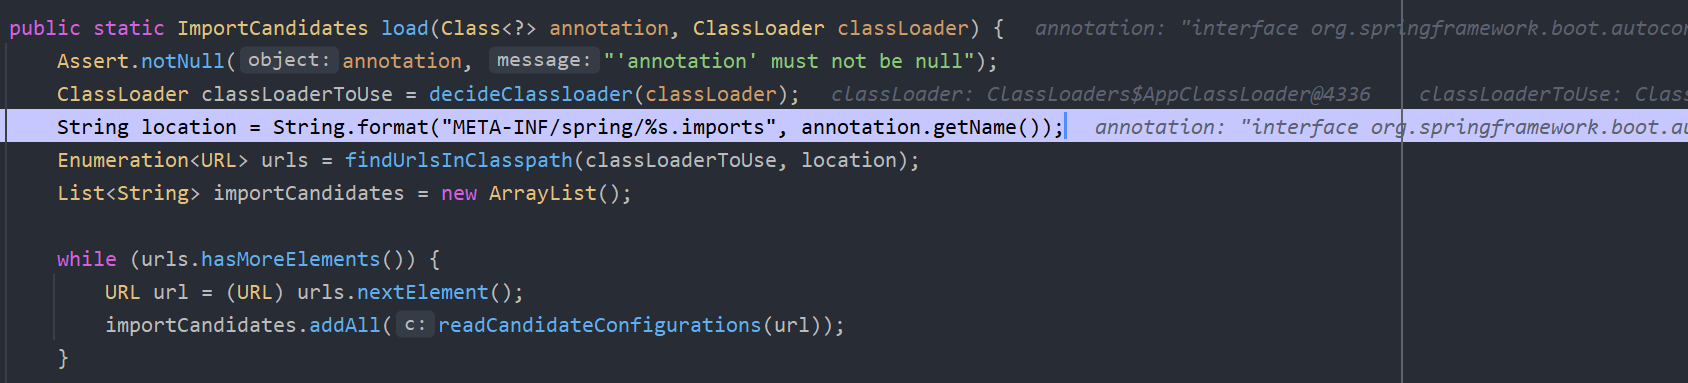 public static ImportCandidates load(Class<?> annotation, ClassLoader classLoader) {   annotation: "interface org.springframework.boot.autocon
    Assert.notNull( object: annotation,  message: "'annotation' must not be null");
    ClassLoader classLoaderToUse = decideClassloader(classLoader);   classLoader: ClassLoaders$AppClassLoader@4336    classLoaderToUse: Class
    String location = String.format("META-INF/spring/%s.imports", annotation.getName());   annotation: "interface org.springframework.boot.au
    Enumeration<URL> urls = findUrlsInClasspath(classLoaderToUse, location);
    List<String> importCandidates = new ArrayList();
    while (urls.hasMoreElements()) {
        URL url = (URL) urls.nextElement();
        importCandidates.addAll( c: readCandidateConfigurations(url));
    }